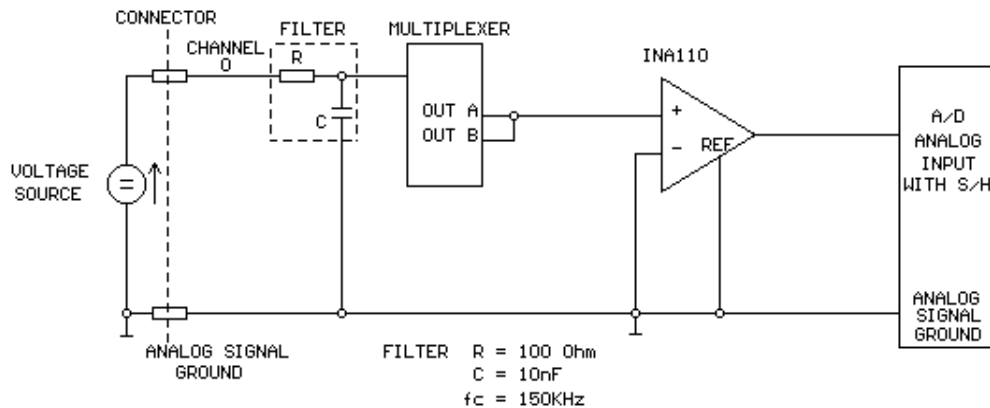 CONNECTOR
CHANNEL
0
FILTER
R
C
MULTIPLEXER
OUT A
OUT B
INA110
+
−
REF
A/D
ANALOG
INPUT
WITH S/H
VOLTAGE
SOURCE
=
ANALOG
SIGNAL
GROUND
ANALOG SIGNAL
GROUND
FILTER R = 100 Ohm
C = 10nF
fc = 150KHz